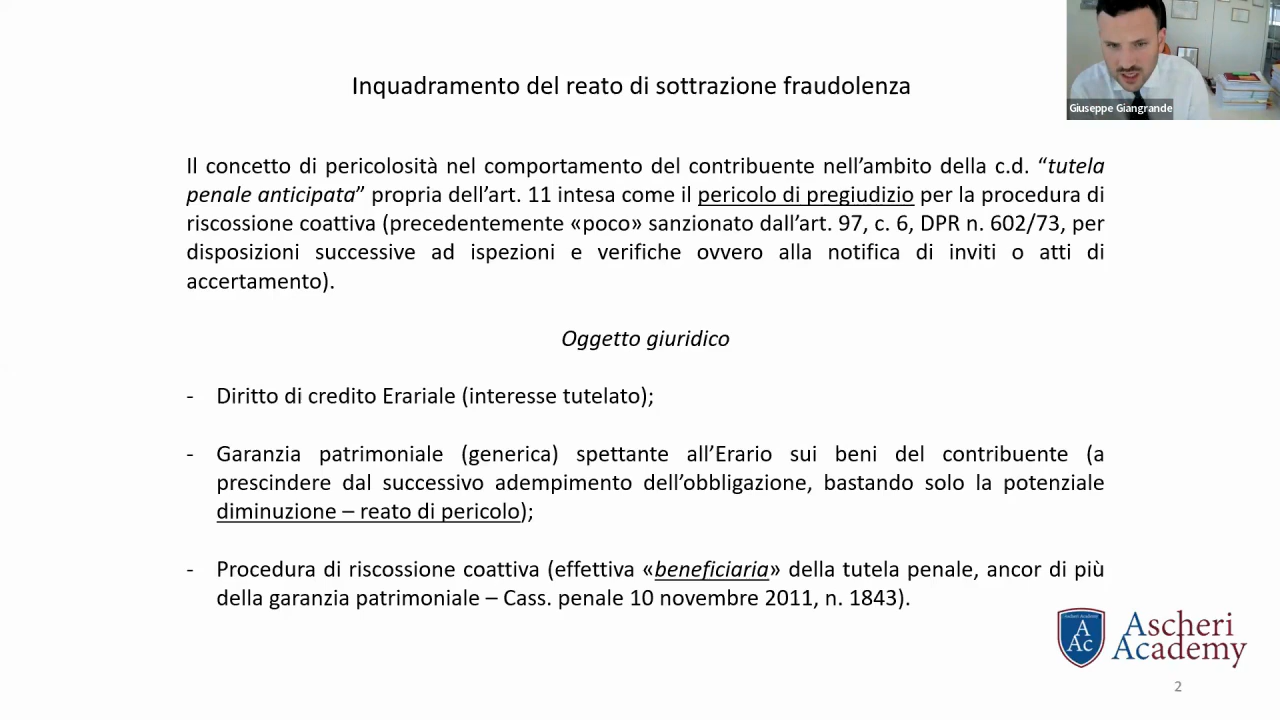 Giuseppe Giangrande
Inquadramento del reato di sottrazione fraudolenza
Il concetto di pericolosità nel comportamento del contribuente nell’ambito della c.d. “tutela
penale anticipata” propria dell’art. 11 intesa come il pericolo di pregiudizio per la procedura di
riscossione coattiva (precedentemente «poco» sanzionato dall’art. 97, c. 6, DPR n. 602/73, per
disposizioni successive ad ispezioni e verifiche ovvero alla notifica di inviti o atti di
accertamento).
Oggetto giuridico
- Diritto di credito Erariale (interesse tutelato);
- Garanzia patrimoniale (generica) spettante all’Erario sui beni del contribuente (a
prescindere dal successivo adempimento dell’obbligazione, bastando solo la potenziale
diminuzione – reato di pericolo);
- Procedura di riscossione coattiva (effettiva «beneficiaria» della tutela penale, ancor di più
della garanzia patrimoniale – Cass. penale 10 novembre 2011, n. 1843).
Ascheri Academy
A
Ac
Ascheri
Academy
2